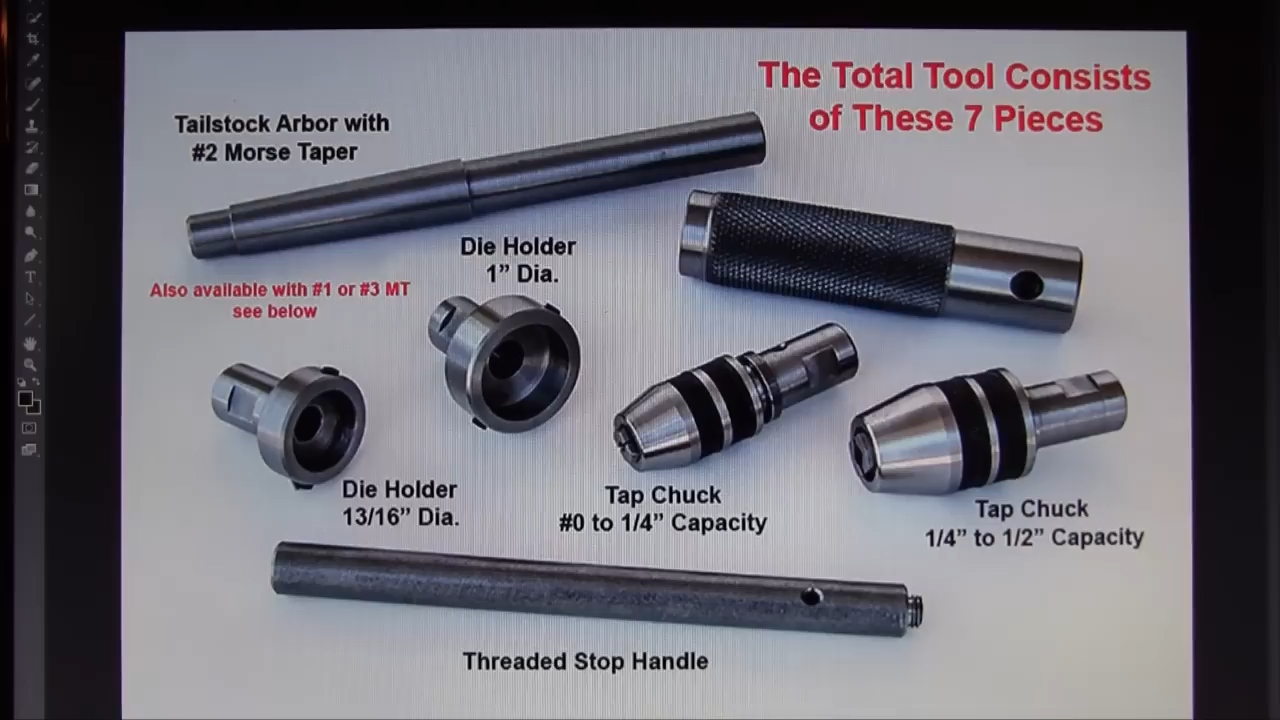 The Total Tool Consists
of These 7 Pieces
Tailstock Arbor with
#2 Morse Taper
Also available with #1 or #3 MT
see below
Die Holder
1” Dia.
Die Holder
13/16” Dia.
Tap Chuck
#0 to 1/4” Capacity
Tap Chuck
1/4” to 1/2” Capacity
Threaded Stop Handle